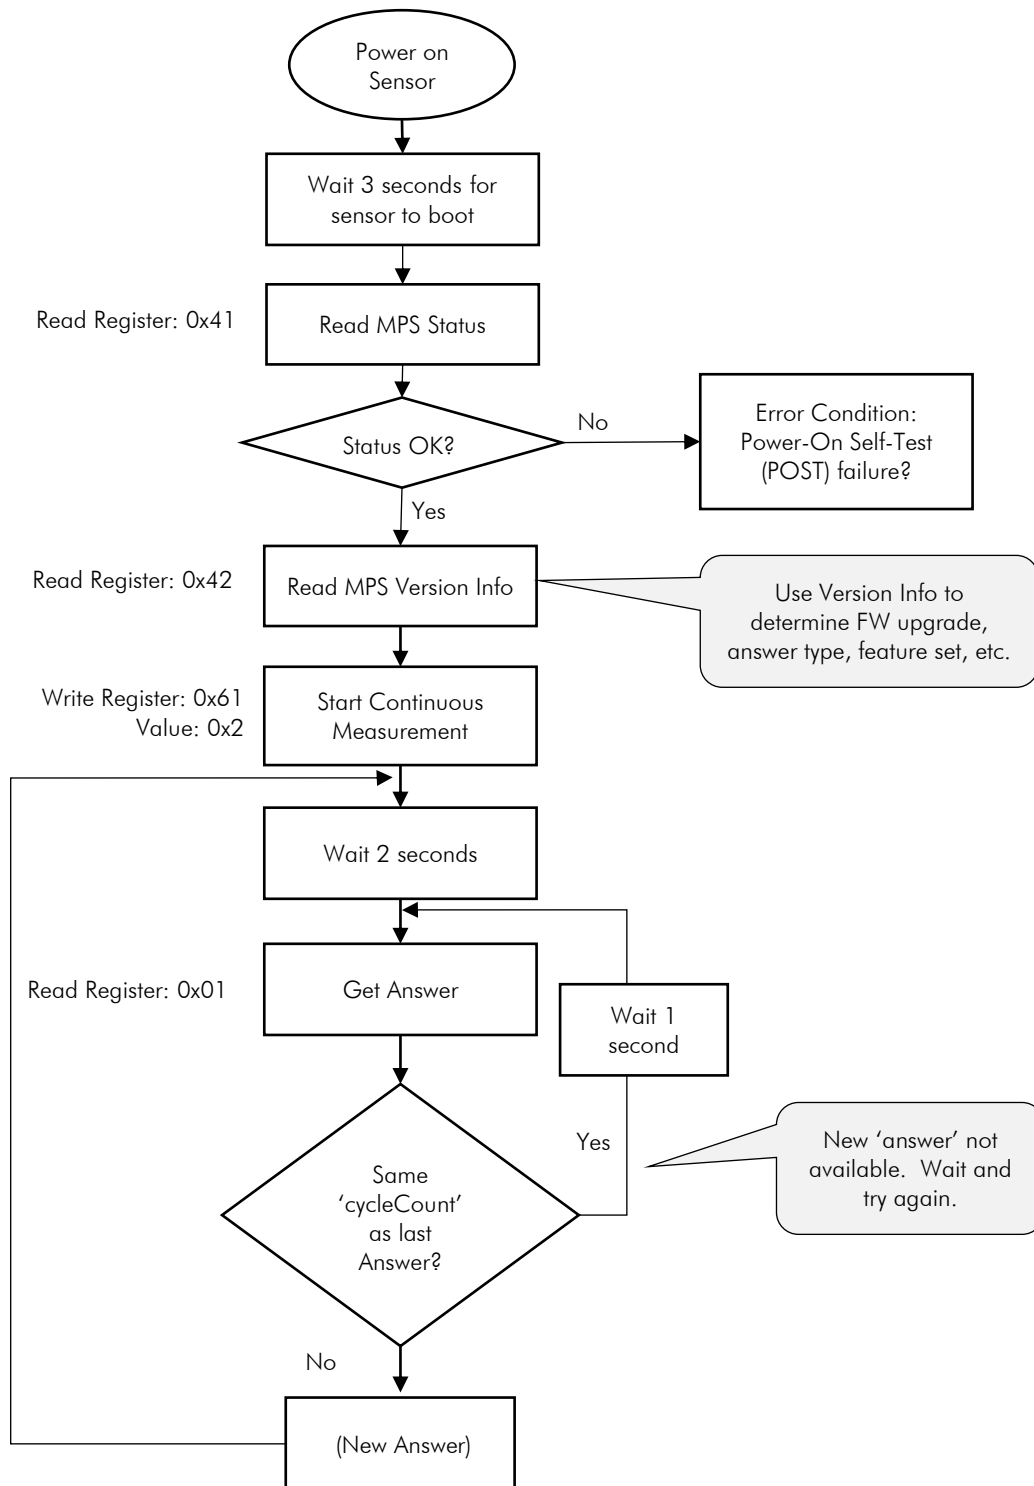 Power on
Sensor
Wait 3 seconds for
sensor to boot
Read Register: 0x41
Read MPS Status
Status OK?
No
Error Condition:
Power-On Self-Test
(POST) failure?
Yes
Read Register: 0x42
Read MPS Version Info
Use Version Info to
determine FW upgrade,
answer type, feature set, etc.
Write Register: 0x61
Value: 0x2
Start Continuous
Measurement
Wait 2 seconds
Read Register: 0x01
Get Answer
Wait 1
second
Yes
New ‘answer’ not
available.  Wait and
try again.
Same
‘cycleCount’
as last
Answer?
No
(New Answer)